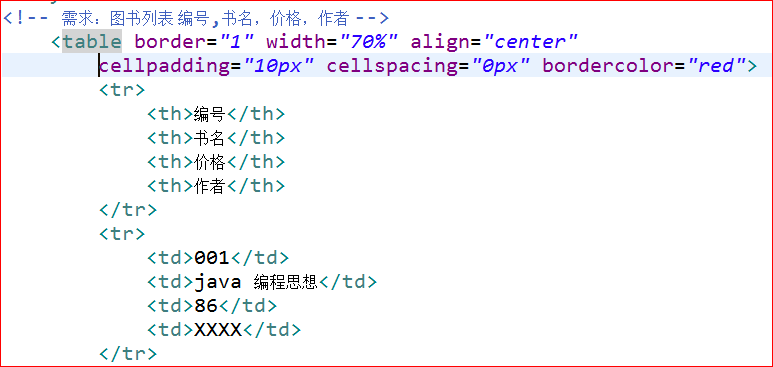 <!-- 需求：图书列表 编号,书名，价格，作者 -->
<table border="1" width="70%" align="center"
cellpadding="10px" cellspacing="0px" bordercolor="red">
<tr>
<th>编号</th>
<th>书名</th>
<th>价格</th>
<th>作者</th>
</tr>
<tr>
<td>001</td>
<td>java 编程思想</td>
<td>86</td>
<td>XXXX</td>
</tr>